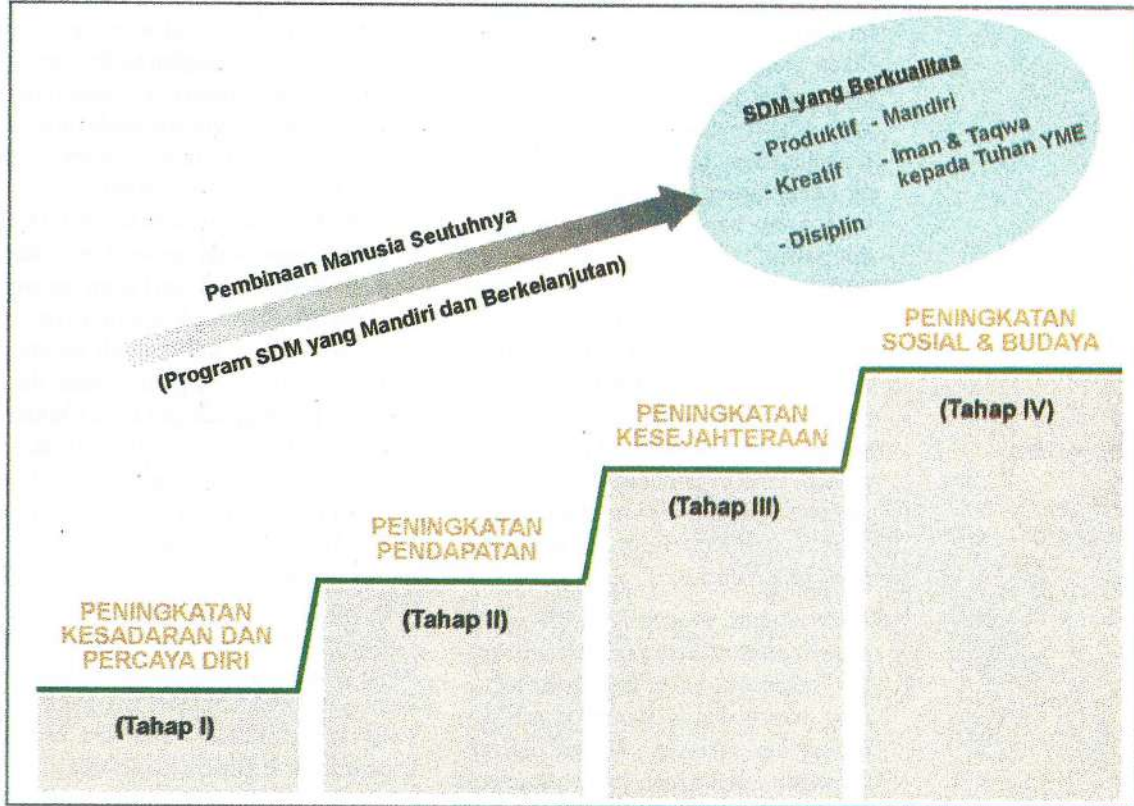 SDM yang Berkualitas
- Produktif - Mandiri
- Kreatif - Iman & Taqwa
kepada Tuhan YME
- Disiplin
Pembinaan Manusia Seutuhnya
(Program SDM yang Mandiri dan Berkelanjutan)
PENINGKATAN
SOSIAL & BUDAYA
(Tahap IV)
PENINGKATAN
KESEJAHTERAAN
(Tahap III)
PENINGKATAN
PENDAPATAN
(Tahap II)
PENINGKATAN
KESADARAN DAN
PERCAYA DIRI
(Tahap I)